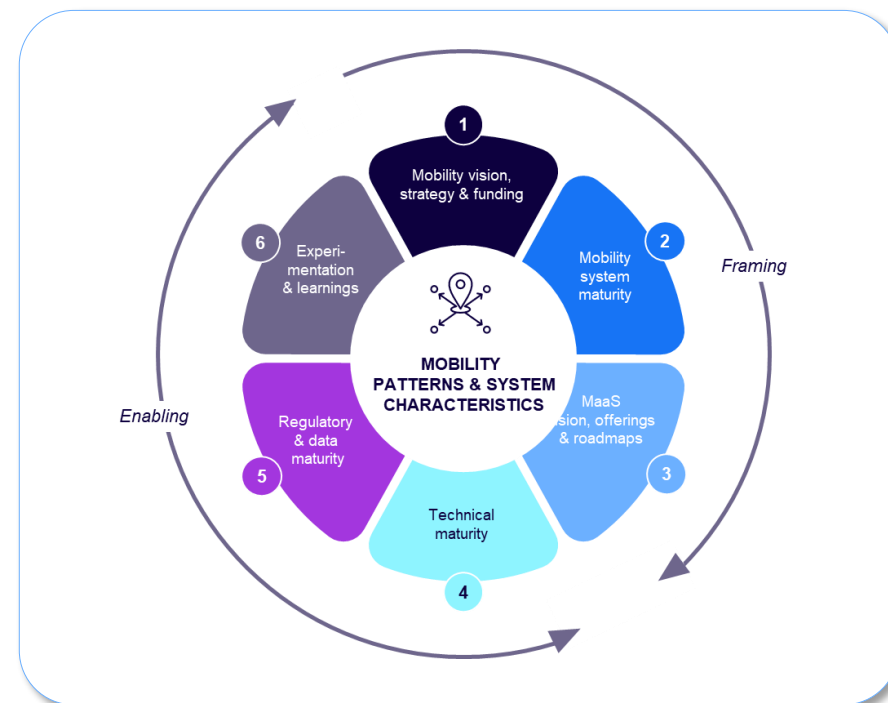 1
Mobility vision,
strategy & funding
2
Mobility
system
maturity
Framing
MaaS
ision, offerings
& roadmaps
3
Technical
maturity
4
Regulatory
& data
maturity
5
Enabling
6
Experi-
mentation
& learnings
MOBILITY
PATTERNS & SYSTEM
CHARACTERISTICS